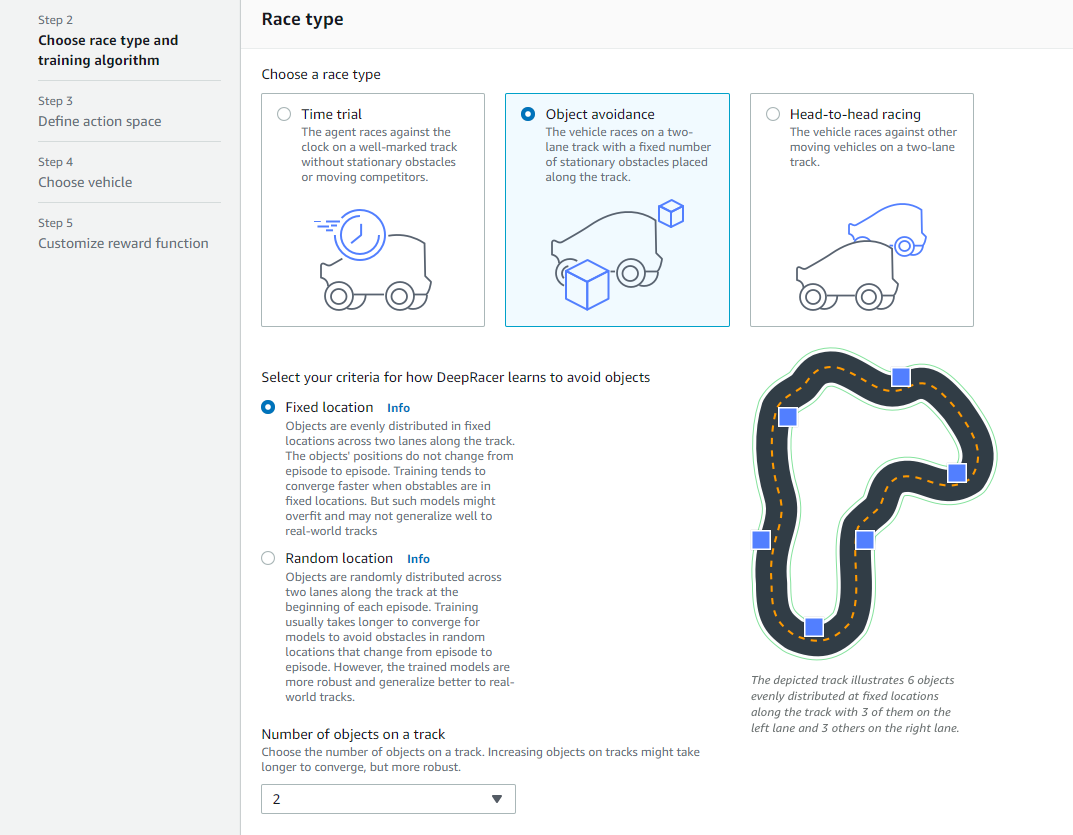 Step 2
Choose race type and
training algorithm
Step 3
Define action space
Step 4
Choose vehicle
Step 5
Customize reward function
Race type
Choose a race type
Time trial
The agent races against the
clock on a well-marked track
without stationary obstacles
or moving competitors.
Object avoidance
The vehicle races on a two-
lane track with a fixed number
of stationary obstacles placed
along the track.
Head-to-head racing
The vehicle races against other
moving vehicles on a two-lane
track.
Select your criteria for how DeepRacer learns to avoid objects
Fixed location Info
Objects are evenly distributed in fixed
locations across two lanes along the track.
The objects' positions do not change from
episode to episode. Training tends to
converge faster when obstables are in
fixed locations. But such models might
overfit and may not generalize well to
real-world tracks
Random location Info
Objects are randomly distributed across
two lanes along the track at the
beginning of each episode. Training
usually takes longer to converge for
models to avoid obstacles in random
locations that change from episode to
episode. However, the trained models are
more robust and generalize better to real-
world tracks.
The depicted track illustrates 6 objects
evenly distributed at fixed locations
along the track with 3 of them on the
left lane and 3 others on the right lane.
Number of objects on a track
Choose the number of objects on a track. Increasing objects on tracks might take
longer to converge, but more robust.
2